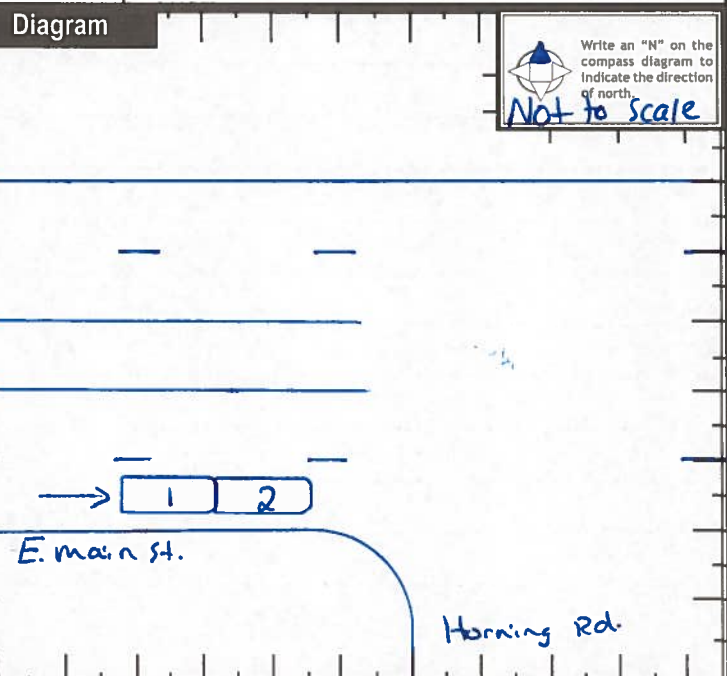 Diagram
Write an "N" on the
compass diagram to
indicate the direction
of north.
Not to scale
1 2
E. main st.
Horning Rd.